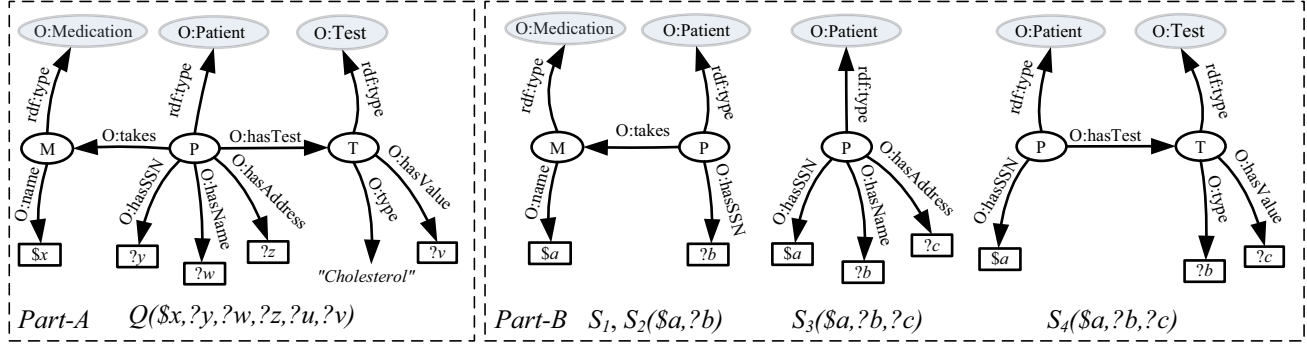 O:Medication O:Patient O:Test
rdf:type rdf:type rdf:type
M O:takes P O:hasTest T
O:name O:hasSSN O:hasName O:hasAddress O:type O:hasValue
$x ?y ?w ?z "Cholesterol" ?v
Part-A Q($x,?y,?w,?z,?u,?v)
O:Medication O:Patient O:Patient O:Patient O:Test
rdf:type rdf:type rdf:type rdf:type rdf:type
M O:takes P P P O:hasTest T
O:name O:hasSSN O:hasSSN O:hasName O:hasAddress O:hasSSN O:type O:hasValue
$a ?b $a ?b ?c $a ?b ?c
Part-B S1, S2($a,?b) S3($a,?b,?c) S4($a,?b,?c)